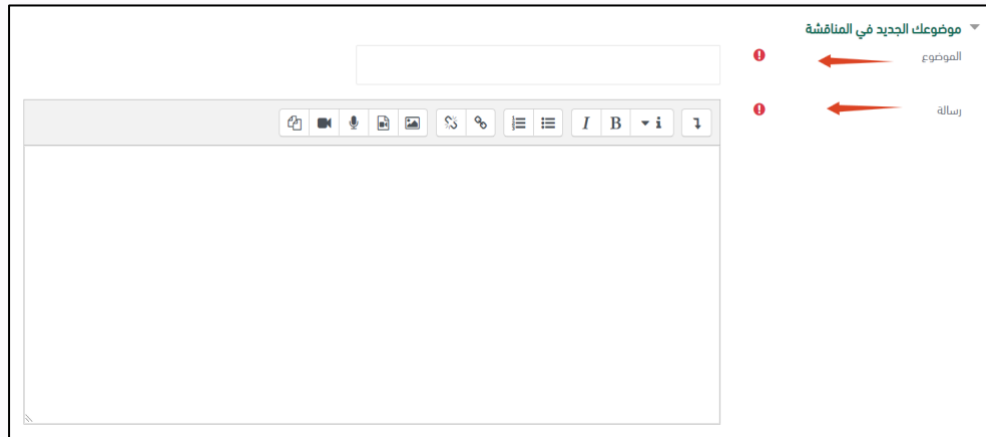 موضوعك الجديد في المناقشة
الموضوع
رسالة
I B i